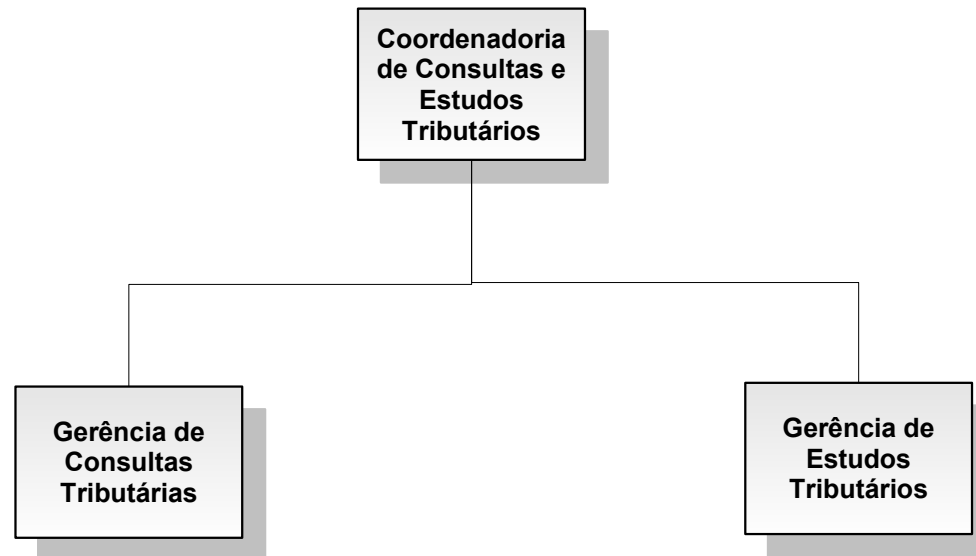 Coordenadoria
de Consultas e
Estudos
Tributários
Gerência de
Consultas
Tributárias
Gerência de
Estudos
Tributários